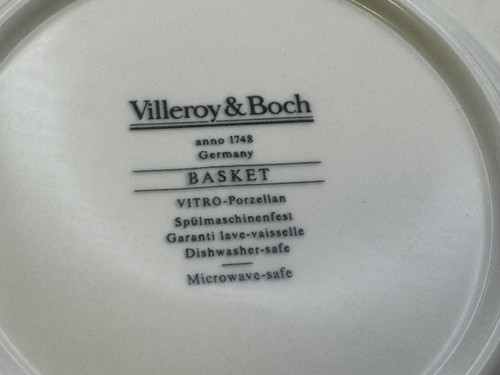 Villeroy & Boch
anno 1748
Germany
BASKET
VITRO-Porzellan
Spülmaschinenfest
Garanti lave-vaisselle
Dishwasher-safe
Microwave-safe